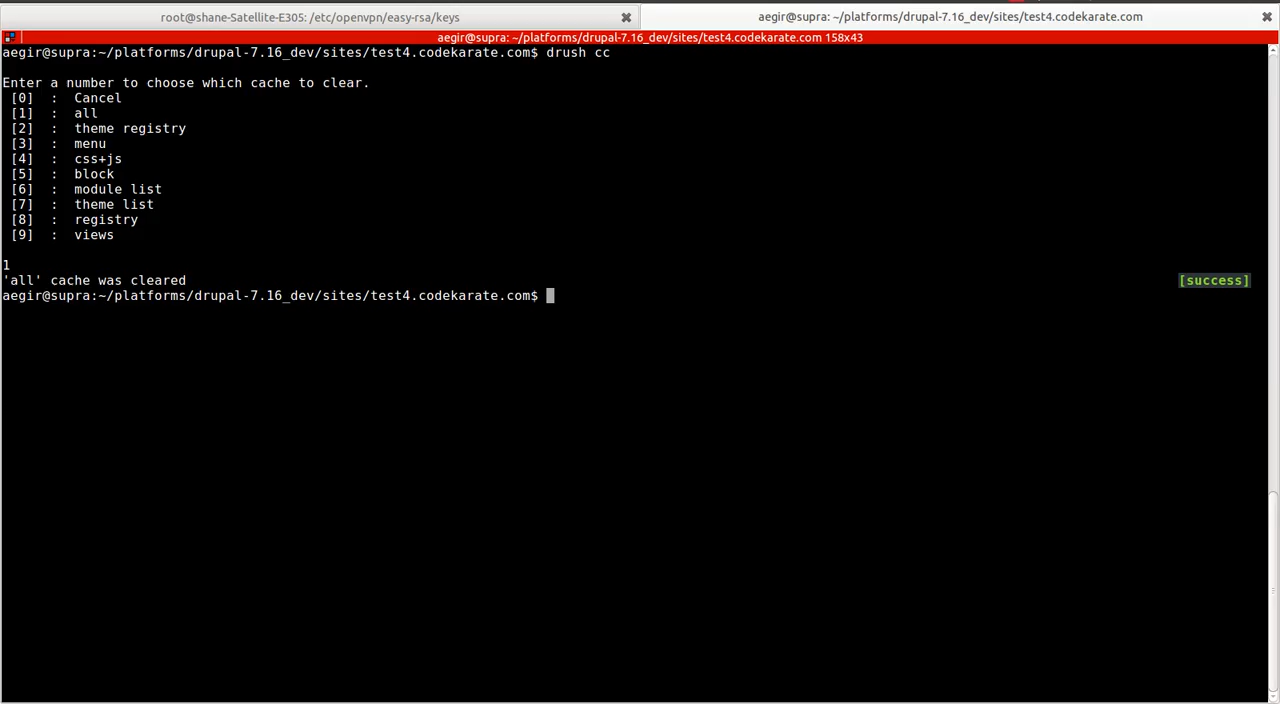 root@shane-Satellite-E305: /etc/openvpn/easy-rsa/keys
aegir@supra: ~/platforms/drupal-7.16_dev/sites/test4.codekarate.com
aegir@supra: ~/platforms/drupal-7.16_dev/sites/test4.codekarate.com 158x43
aegir@supra:~/platforms/drupal-7.16_dev/sites/test4.codekarate.com$ drush cc
Enter a number to choose which cache to clear.
[0]  :  Cancel
[1]  :  all
[2]  :  theme registry
[3]  :  menu
[4]  :  css+js
[5]  :  block
[6]  :  module list
[7]  :  theme list
[8]  :  registry
[9]  :  views
1
'all' cache was cleared [success]
aegir@supra:~/platforms/drupal-7.16_dev/sites/test4.codekarate.com$